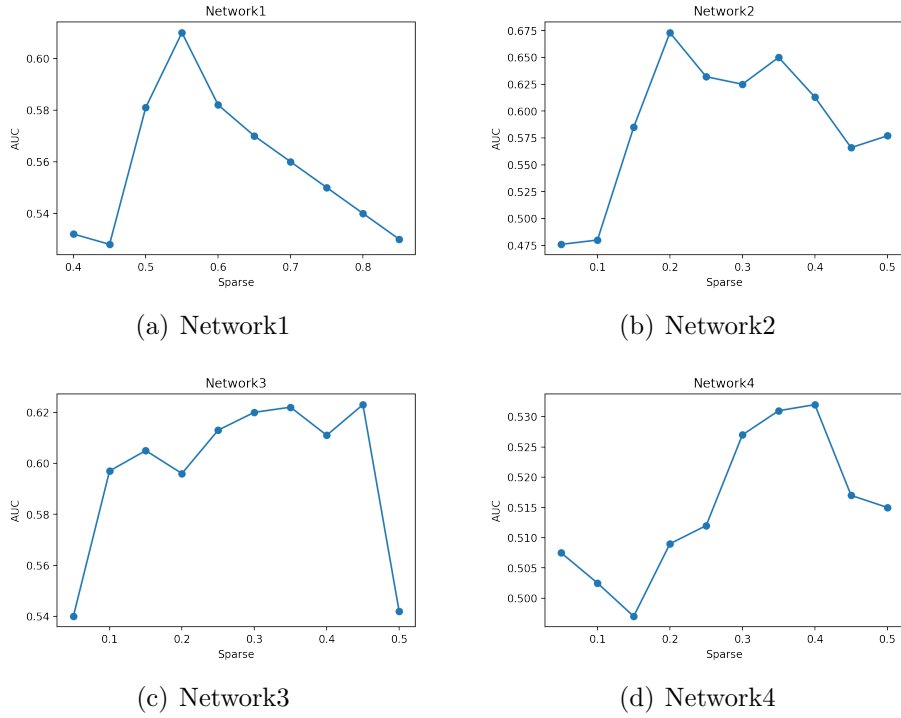 Network1
0.60
0.58
0.56
0.54
AUC
0.4 0.5 0.6 0.7 0.8
Sparse
(a) Network1
Network2
0.675
0.650
0.625
0.600
0.575
0.550
0.525
0.500
0.475
AUC
0.1 0.2 0.3 0.4 0.5
Sparse
(b) Network2
Network3
0.62
0.60
0.58
0.56
0.54
AUC
0.1 0.2 0.3 0.4 0.5
Sparse
(c) Network3
Network4
0.530
0.525
0.520
0.515
0.510
0.505
0.500
AUC
0.1 0.2 0.3 0.4 0.5
Sparse
(d) Network4